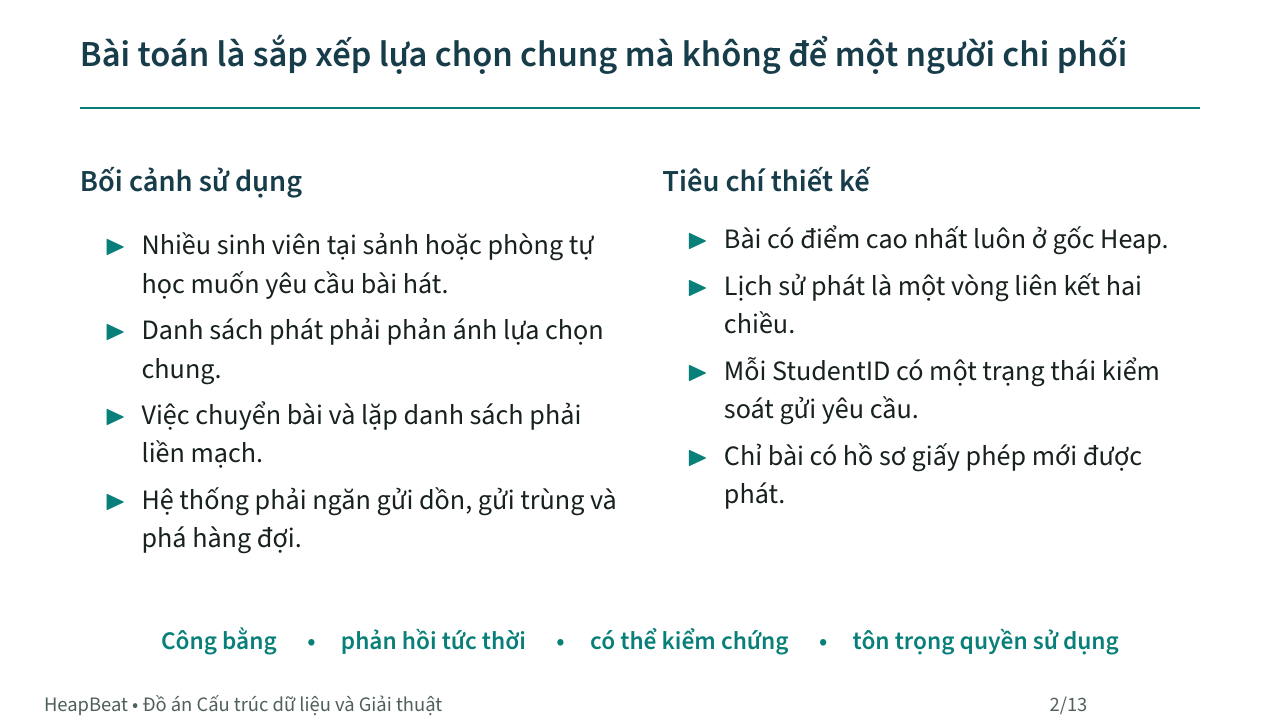 Bài toán là sắp xếp lựa chọn chung mà không để một người chi phối
Bối cảnh sử dụng
► Nhiều sinh viên tại sảnh hoặc phòng tự
học muốn yêu cầu bài hát.
► Danh sách phát phải phản ánh lựa chọn
chung.
► Việc chuyển bài và lặp danh sách phải
liền mạch.
► Hệ thống phải ngăn gửi dồn, gửi trùng và
phá hàng đợi.
Tiêu chí thiết kế
► Bài có điểm cao nhất luôn ở gốc Heap.
► Lịch sử phát là một vòng liên kết hai
chiều.
► Mỗi StudentID có một trạng thái kiểm
soát gửi yêu cầu.
► Chỉ bài có hồ sơ giấy phép mới được
phát.
Công bằng • phản hồi tức thời • có thể kiểm chứng • tôn trọng quyền sử dụng
HeapBeat • Đồ án Cấu trúc dữ liệu và Giải thuật 2/13